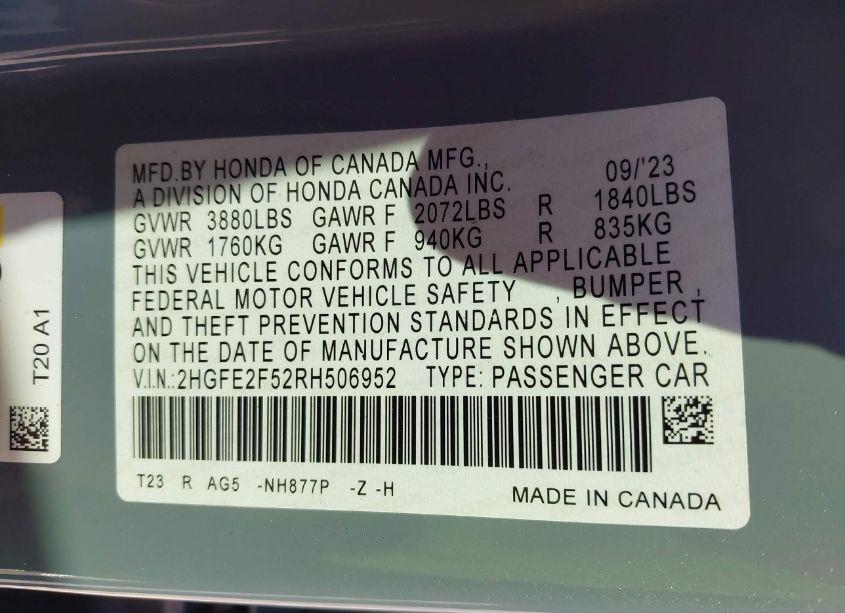 MFD.BY HONDA OF CANADA MFG., 09/'23
A DIVISION OF HONDA CANADA INC.
GVWR 3880LBS GAWR F 2072LBS R 1840LBS
GVWR 1760KG GAWR F 940KG R 835KG
THIS VEHICLE CONFORMS TO ALL APPLICABLE
FEDERAL MOTOR VEHICLE SAFETY , BUMPER ,
AND THEFT PREVENTION STANDARDS IN EFFECT
ON THE DATE OF MANUFACTURE SHOWN ABOVE.
V.I.N.:2HGFE2F52RH506952 TYPE: PASSENGER CAR
T23 R AG5 -NH877P -Z -H
MADE IN CANADA
T20 A1